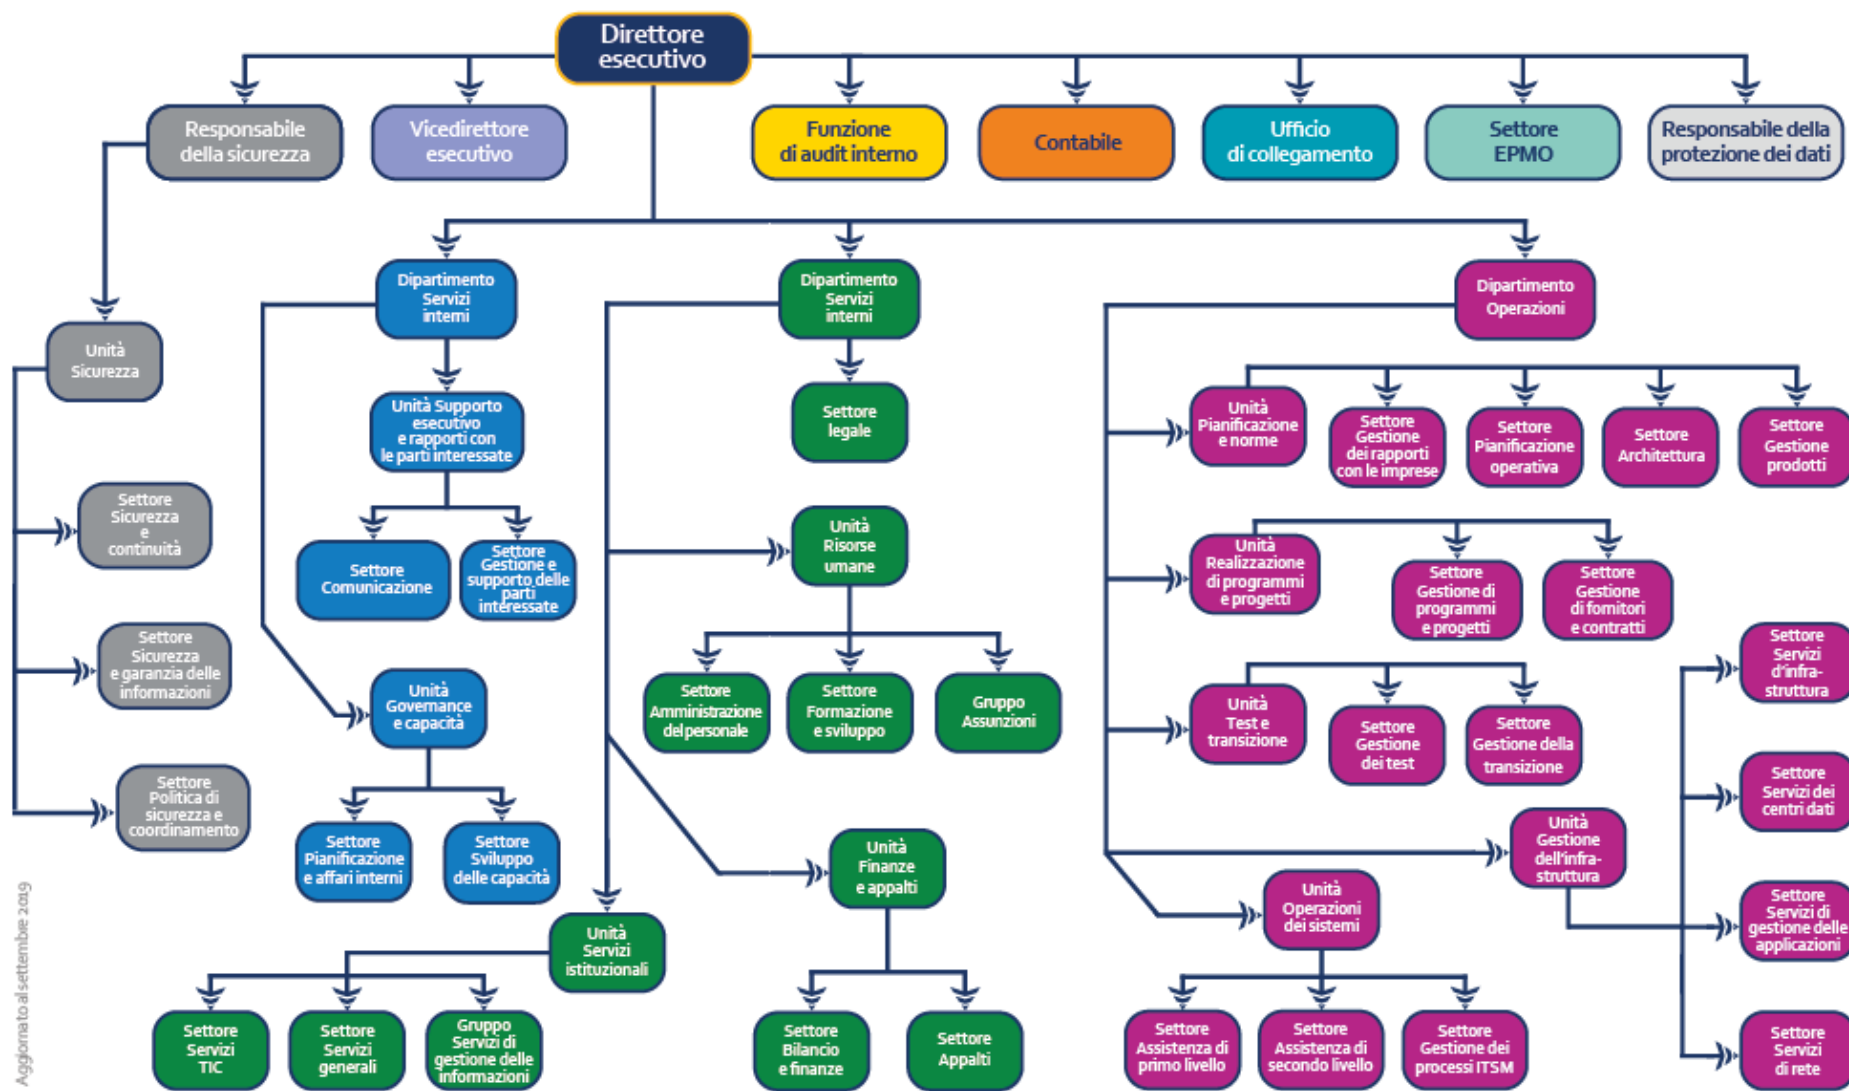 Direttore
esecutivo
Responsabile
della sicurezza
Vicedirettore
esecutivo
Funzione
di audit interno
Contabile
Ufficio
di collegamento
Settore
EPMO
Responsabile della
protezione dei dati
Dipartimento
Servizi
interni
Dipartimento
Servizi
interni
Dipartimento
Operazioni
Unità
Sicurezza
Settore
Sicurezza
e
continuità
Settore
Sicurezza
e garanzia delle
informazioni
Settore
Politica di
sicurezza e
coordinamento
Unità Supporto
esecutivo
e rapporti con
le parti interessate
Settore
Comunicazione
Settore
Gestione e
supporto delle
parti
interessate
Unità
Governance
e capacità
Settore
Pianificazione
e affari interni
Settore
Sviluppo
delle capacità
Settore
legale
Unità
Risorse
umane
Settore
Amministrazione
del personale
Settore
Formazione
e sviluppo
Gruppo
Assunzioni
Unità
Finanze
e appalti
Settore
Bilancio
e finanze
Settore
Appalti
Unità
Servizi
istituzionali
Settore
Servizi
TIC
Settore
Servizi
generali
Gruppo
Servizi di
gestione delle
informazioni
Unità
Pianificazione
e norme
Settore
Gestione
dei rapporti
con le imprese
Settore
Pianificazione
operativa
Settore
Architettura
Settore
Gestione
prodotti
Unità
Realizzazione
di programmi
e progetti
Settore
Gestione di
programmi
e progetti
Settore
Gestione
di fornitori
e contratti
Unità
Test e
transizione
Settore
Gestione
dei test
Settore
Gestione della
transizione
Unità
Gestione
dell'infra-
struttura
Settore
Servizi
d'infra-
struttura
Settore
Servizi dei
centri dati
Settore
Servizi di
gestione delle
applicazioni
Settore
Servizi
di rete
Unità
Operazioni
dei sistemi
Settore
Assistenza di
primo livello
Settore
Assistenza di
secondo livello
Settore
Gestione dei
processi ITSM
Aggiornato al settembre 2019